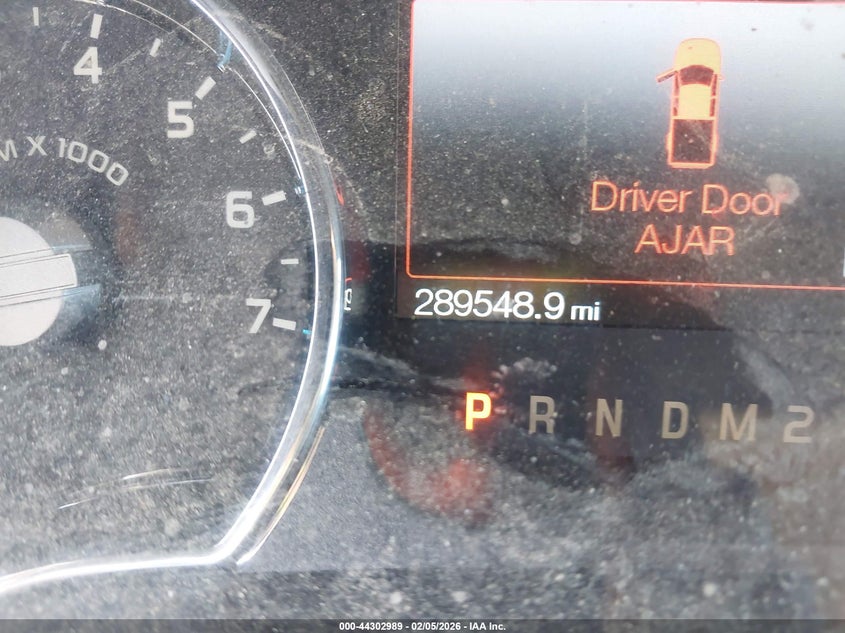 4
5
M X 1000
6
7
Driver Door
AJAR
289548.9 mi
P R N D M 2
000-44302989 - 02/05/2026 - IAA Inc.